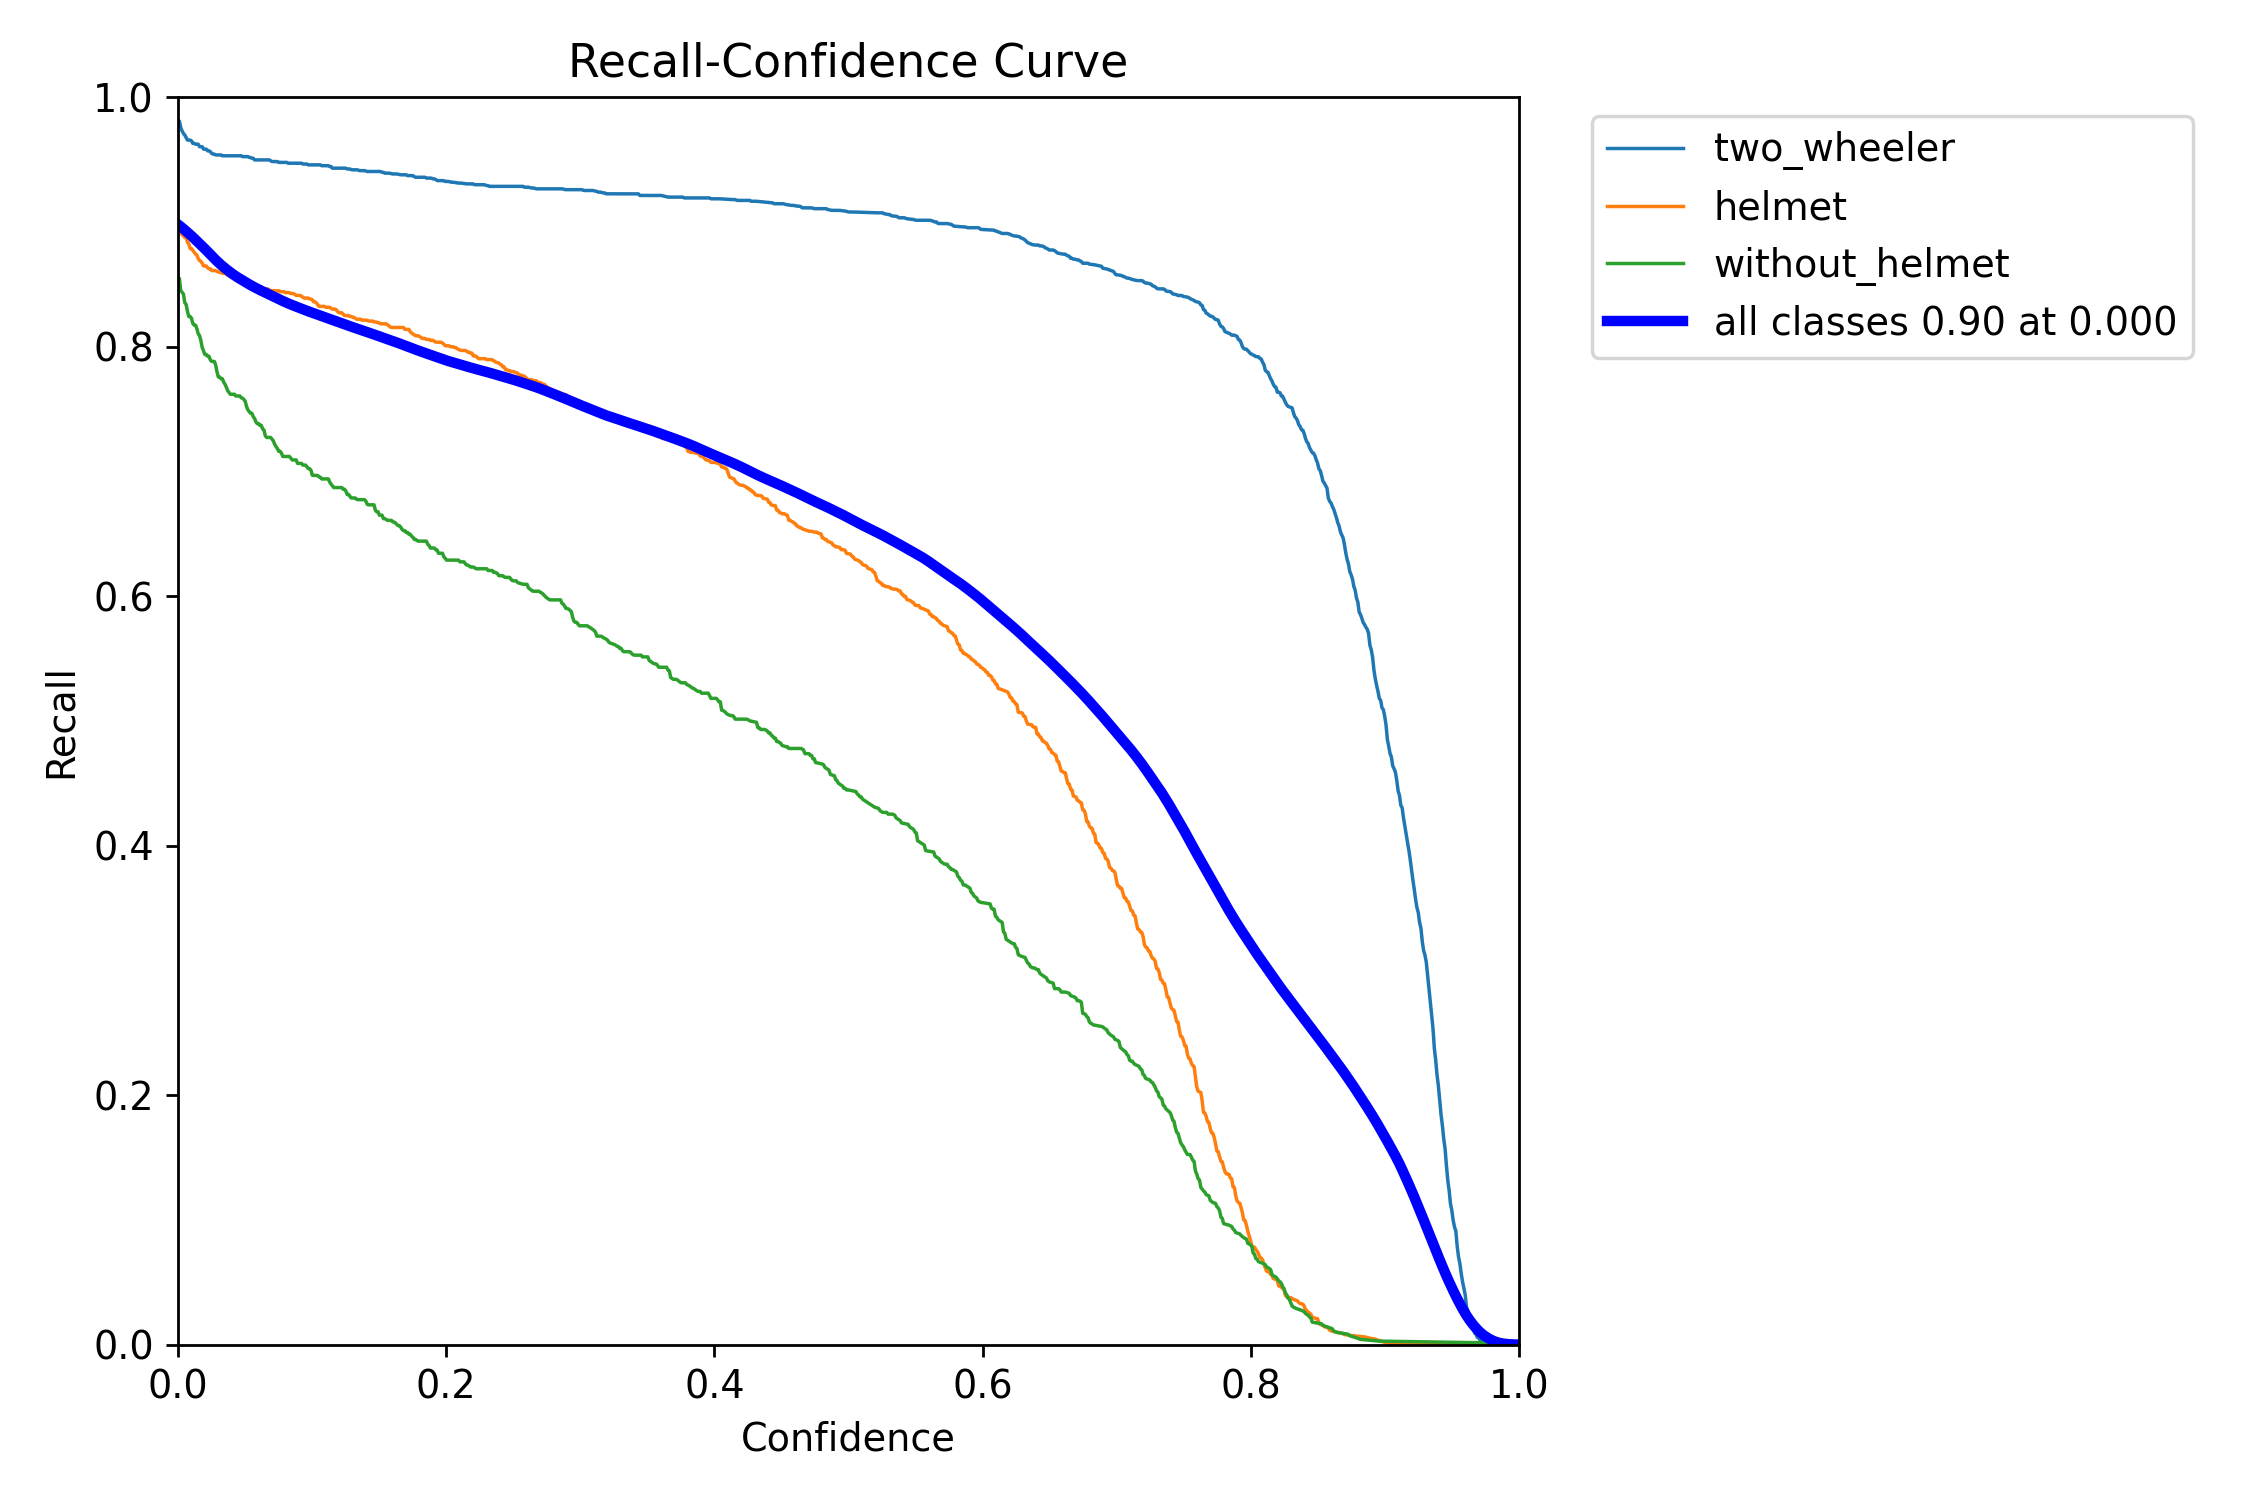 Recall-Confidence Curve
1.0
0.8
0.6
0.4
0.2
0.0
Recall
0.0 0.2 0.4 0.6 0.8 1.0
Confidence
two_wheeler
helmet
without_helmet
all classes 0.90 at 0.000